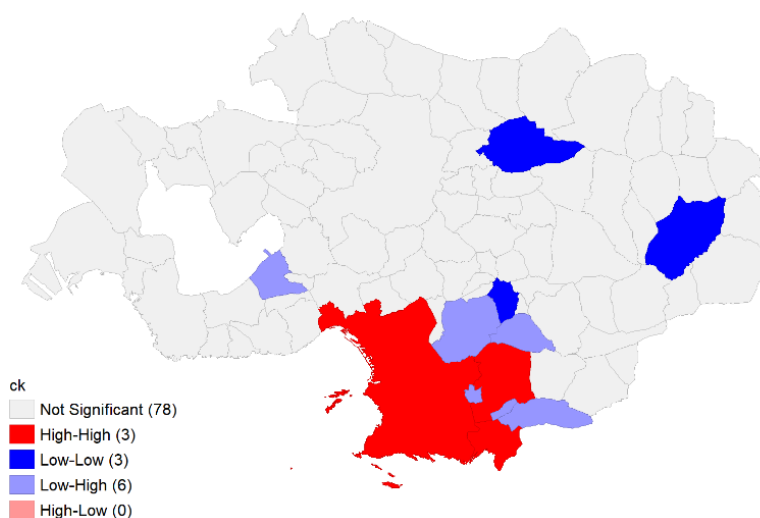 ck
Not Significant (78)
High-High (3)
Low-Low (3)
Low-High (6)
High-Low (0)